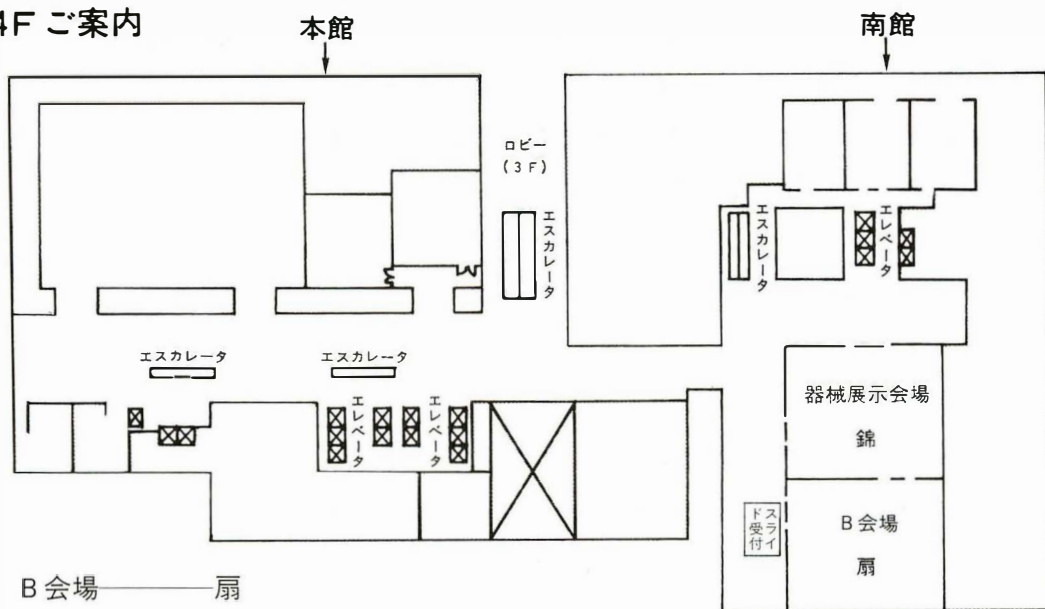 4F ご案内
本館
南館
ロビー
(3F)
エスカレータ
エスカレータ
エレベータ
エスカレータ
エスカレータ
エレベータ
エレベータ
器械展示会場
錦
スライ
ド受付
B会場
扇
B会場————扇